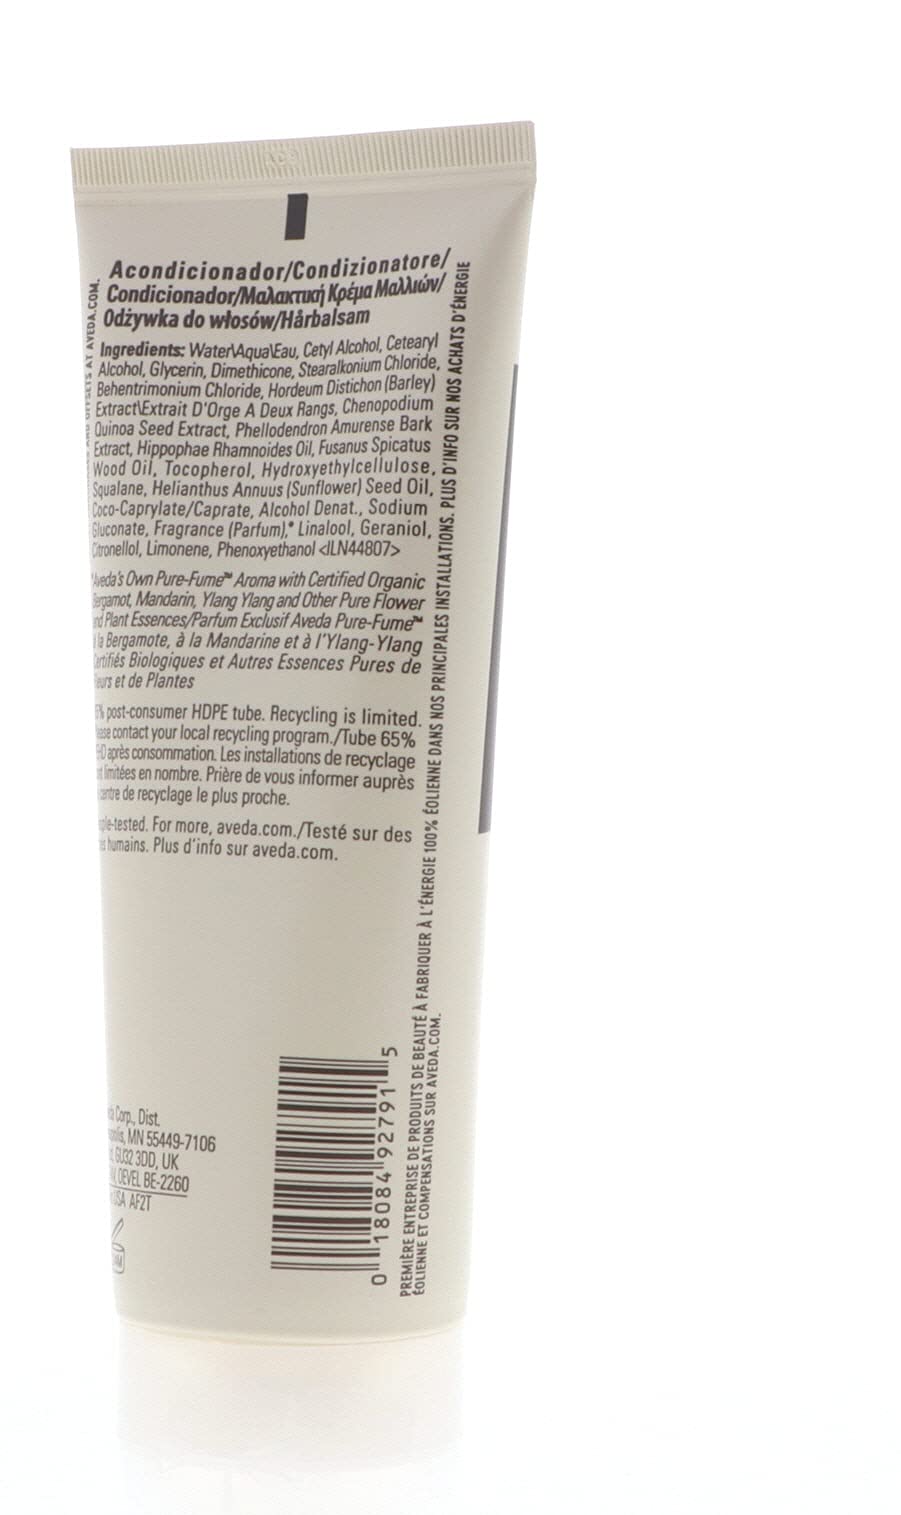 Acondicionador/Condizionatore/
Condicionador/Μαλακτική Κρέμα Μαλλιών/
Odżywka do włosów/Hårbalsam
Ingredients: Water\Aqua\Eau, Cetyl Alcohol, Cetearyl
Alcohol, Glycerin, Dimethicone, Stearalkonium Chloride,
Behentrimonium Chloride, Hordeum Distichon (Barley)
Extract\Extrait D'Orge A Deux Rangs, Chenopodium
Quinoa Seed Extract, Phellodendron Amurense Bark
Extract, Hippophae Rhamnoides Oil, Fusanus Spicatus
Wood Oil, Tocopherol, Hydroxyethylcellulose,
Squalane, Helianthus Annuus (Sunflower) Seed Oil,
Coco-Caprylate/Caprate, Alcohol Denat., Sodium
Gluconate, Fragrance (Parfum),* Linalool, Geraniol,
Citronellol, Limonene, Phenoxyethanol <ILN44807>
*Aveda's Own Pure-Fume™ Aroma with Certified Organic
Bergamot, Mandarin, Ylang Ylang and Other Pure Flower
and Plant Essences/Parfum Exclusif Aveda Pure-Fume™
à la Bergamote, à la Mandarine et à l'Ylang-Ylang
Certifiés Biologiques et Autres Essences Pures de
et de Plantes
post-consumer HDPE tube. Recycling is limited.
contact your local recycling program./Tube 65%
après consommation. Les installations de recyclage
limitées en nombre. Prière de vous informer auprès
centre de recyclage le plus proche.
For more, aveda.com./Testé sur des
humains. Plus d'info sur aveda.com.
Corp., Dist.
MN 55449-7106
GU32 3DD, UK
OEVEL BE-2260
USA AF2T
0 18084 92791 5
OFFSETS AT AVEDA.COM.
PREMIÈRE ENTREPRISE DE PRODUITS DE BEAUTÉ À FABRIQUER À L'ÉNERGIE 100% ÉOLIENNE DANS NOS PRINCIPALES INSTALLATIONS. PLUS D'INFO SUR NOS ACHATS D'ÉNERGIE
ÉOLIENNE ET COMPENSATIONS SUR AVEDA.COM.